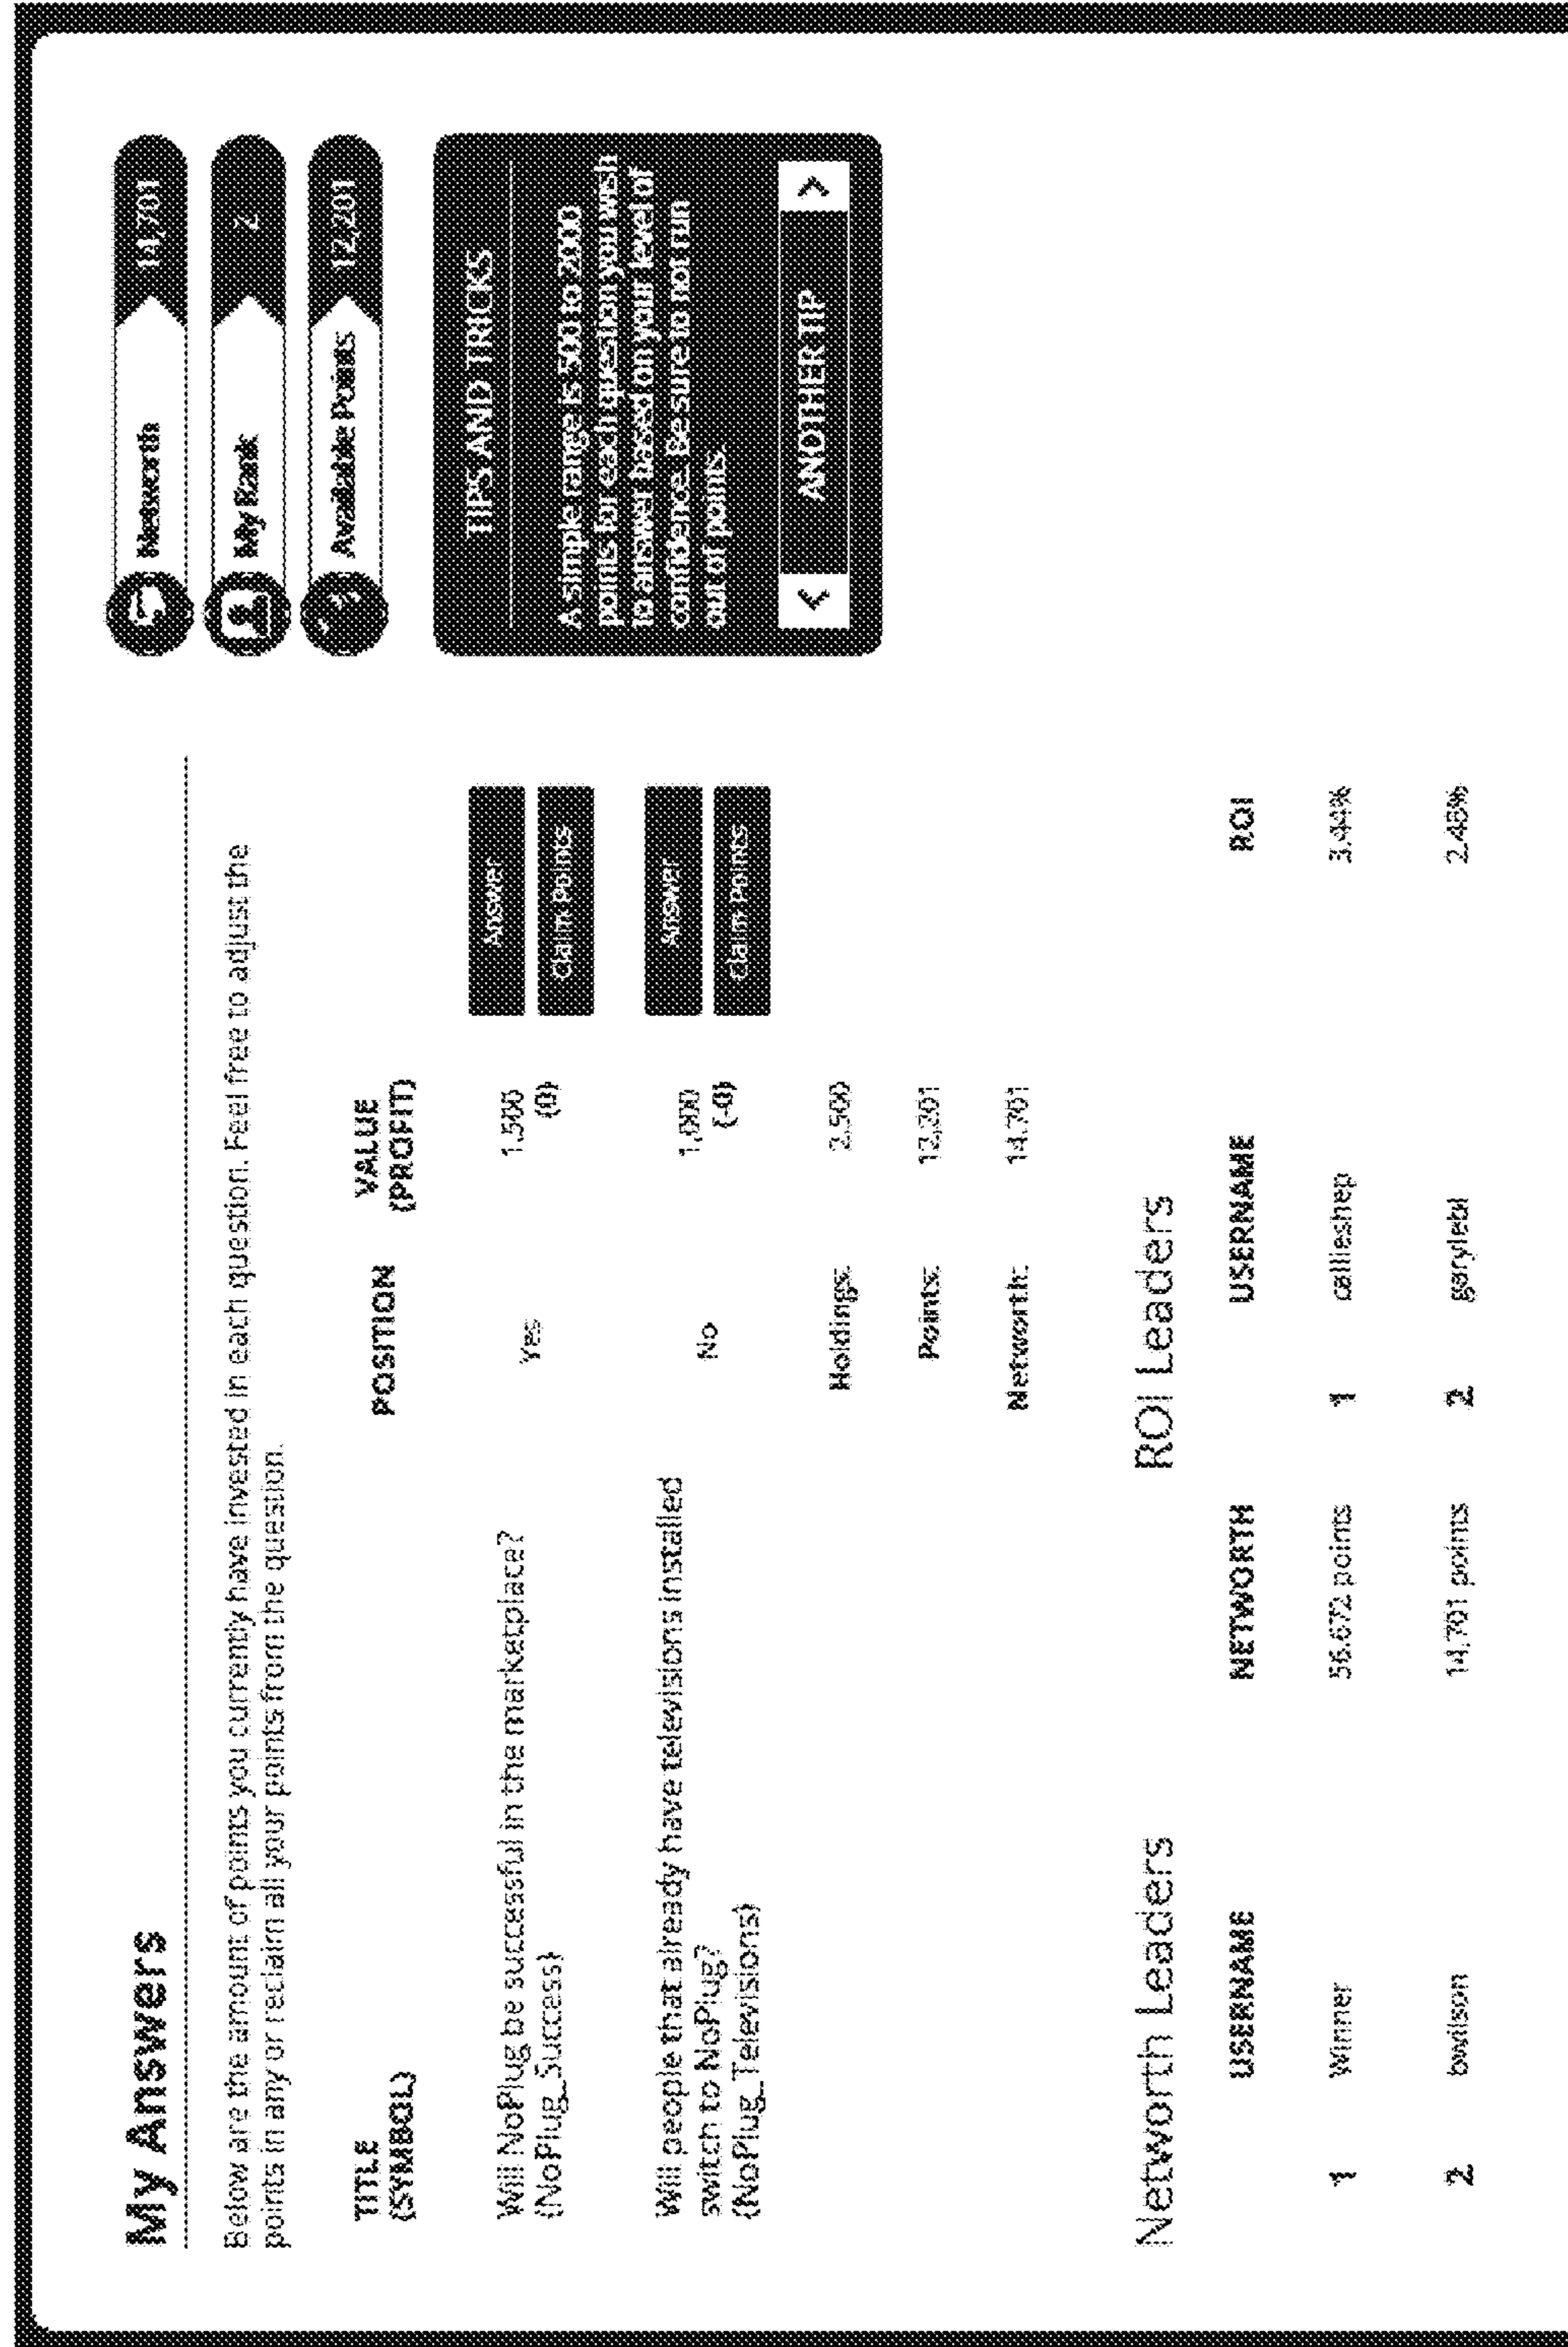 My Answers
Below are the amount of points you currently have invested in each question. Feel free to adjust the
points in any or reclaim all your points from the question.
TITLE
(SYMBOL)
POSITION
VALUE
(PROFIT)
Will NoPlug be successful in the marketplace?
(NoPlug_Success)
Yes
1,500
(0)
Answer
Claim Points
Will people that already have televisions installed
switch to NoPlug?
(NoPlug_Televisions)
No
1,000
(-0)
Answer
Claim Points
Holdings: 2,500
Points: 12,201
Networth: 14,701
Networth 14,701
My Rank 2
Available Points 12,201
TIPS AND TRICKS
A simple range is 500 to 2000
points for each question you wish
to answer based on your level of
confidence. Be sure to not run
out of points.
< ANOTHER TIP >
Networth Leaders
USERNAME NETWORTH
1 Winner 56,672 points
2 bwilson 14,701 points
ROI Leaders
USERNAME ROI
1 callieshep 3.44%
2 garylebl 2.48%